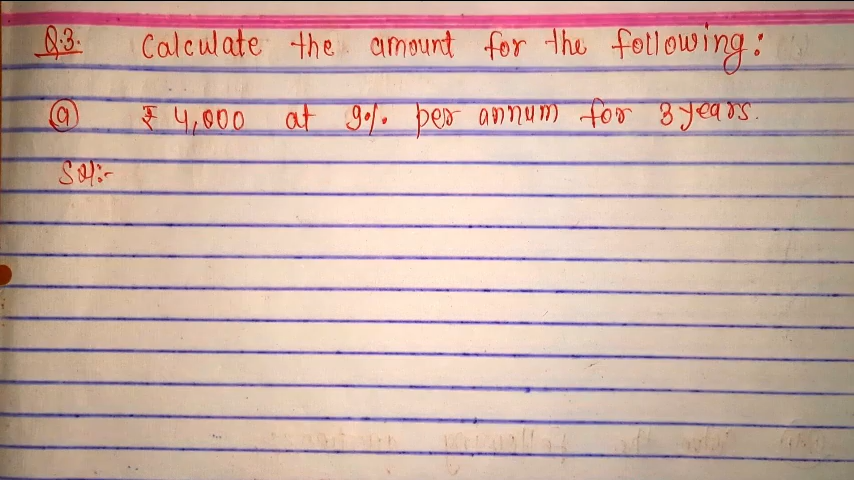 Q.3. Calculate the amount for the following:
(a) ₹ 4,000 at 9% per annum for 3 years.
Sol:-